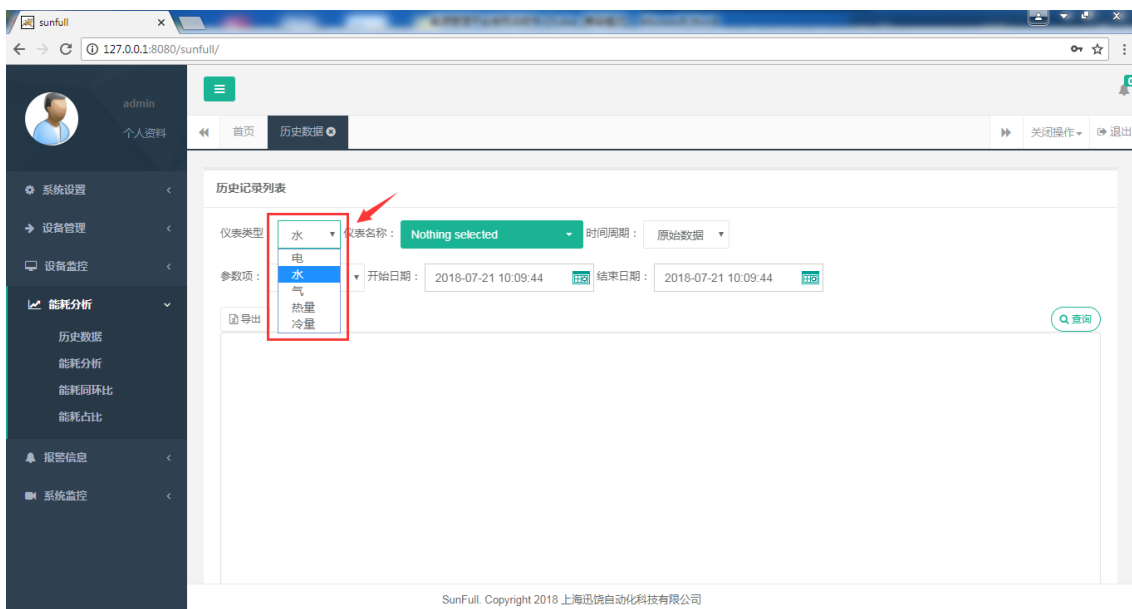 sunfull
127.0.0.1:8080/sunfull/
admin
个人资料
首页 历史数据 关闭操作 退出
系统设置
设备管理
设备监控
能耗分析
历史数据
能耗分析
能耗同环比
能耗占比
报警信息
系统监控
历史记录列表
仪表类型 水 仪表名称： Nothing selected 时间周期： 原始数据
电
水
气
热量
冷量
参数项： 开始日期： 2018-07-21 10:09:44 结束日期： 2018-07-21 10:09:44
导出 查询
SunFull. Copyright 2018 上海迅饶自动化科技有限公司